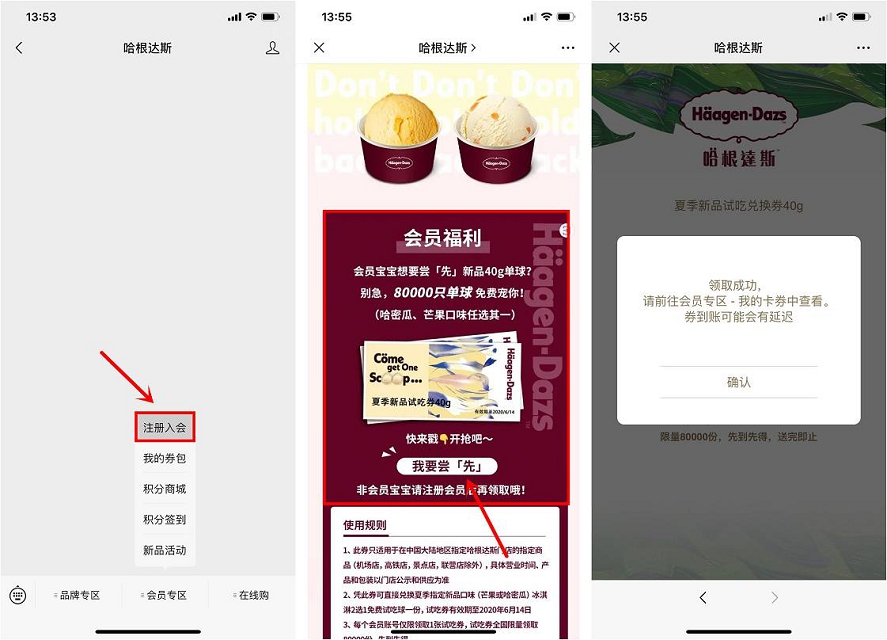 13:53
哈根达斯
注册入会
我的券包
积分商城
积分签到
新品活动
品牌专区
会员专区
在线购
13:55
哈根达斯
Don't Don't Don
Häagen-Dazs
Häagen-Dazs
会员福利
会员宝宝想要尝「先」新品40g单球?
别急，80000只单球 免费宠你!
（哈密瓜、芒果口味任选其一）
Häagen-Dazs
Come
get One
Scoop...
夏季新品试吃券40g
有效期至2020/6/14
Häagen-Dazs
快来戳👇开抢吧～
我要尝「先」
非会员宝宝请注册会员 再领取哦!
使用规则
1、此券只适用于在中国大陆地区指定哈根达斯门店的指定商
品（机场店，高铁店，景点店，联营店除外），具体营业时间、产
品和包装以门店公示和供应为准
2、凭此券可直接兑换夏季指定新品口味（芒果或哈密瓜）冰淇
淋2选1免费试吃球一份，试吃券有效期至2020年6月14日
3、每个会员账号仅限领取1张试吃券，试吃券全国限量领取
80000份，先到先得
13:55
哈根达斯
Häagen-Dazs
哈根達斯
夏季新品试吃兑换券40g
领取成功，
请前往会员专区 - 我的卡券中查看。
券到账可能会有延迟
确认
限量80000份，先到先得，送完即止